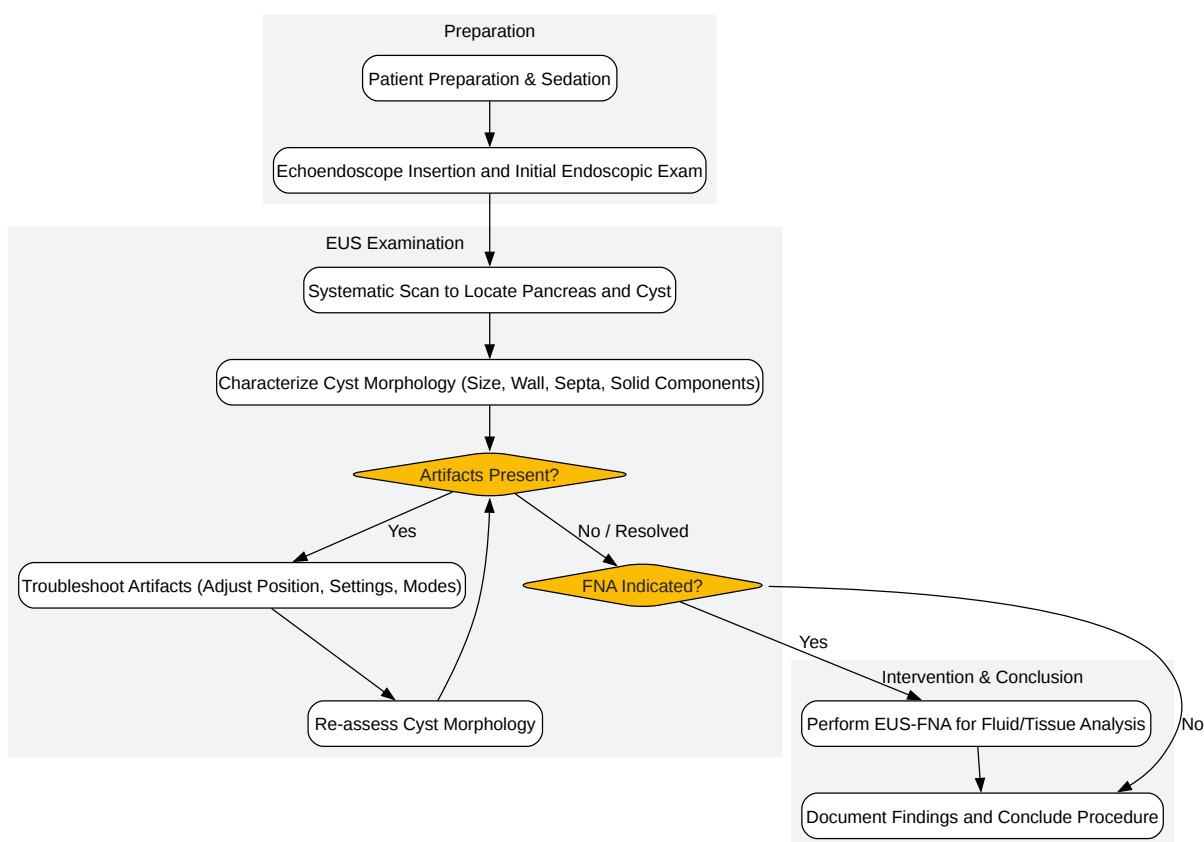 Preparation
Patient Preparation & Sedation
Echoendoscope Insertion and Initial Endoscopic Exam
EUS Examination
Systematic Scan to Locate Pancreas and Cyst
Characterize Cyst Morphology (Size, Wall, Septa, Solid Components)
Artifacts Present?
Yes
No / Resolved
Troubleshoot Artifacts (Adjust Position, Settings, Modes)
FNA Indicated?
Yes
Intervention & Conclusion
Re-assess Cyst Morphology
Perform EUS-FNA for Fluid/Tissue Analysis
No
Document Findings and Conclude Procedure